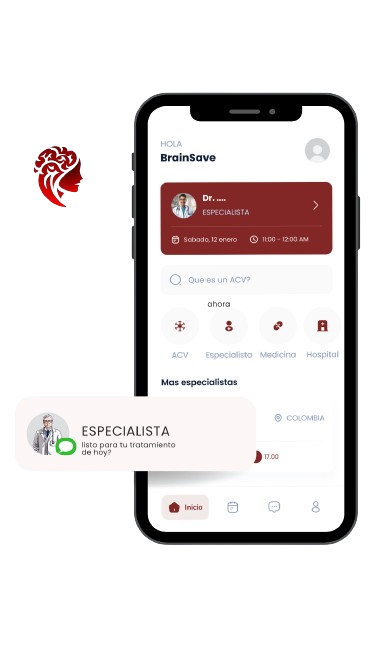 HOLA
BrainSave
Dr. ....
ESPECIALISTA
Sabado, 12 enero
11:00 - 12:00 AM
Que es un ACV?
ahora
ACV
Especialista
Medicina
Hospital
Mas especialistas
COLOMBIA
ESPECIALISTA
listo para tu tratamiento
de hoy?
17.00
Inicio